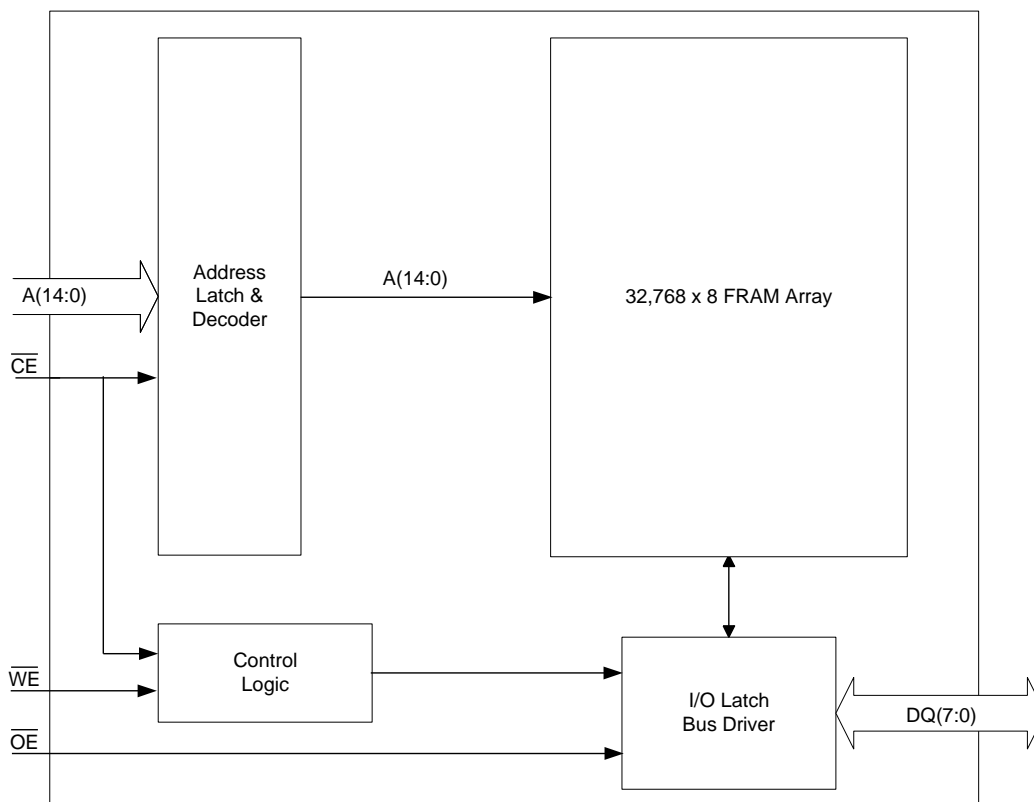 Address
Latch &
Decoder
A(14:0)
A(14:0)
32,768 x 8 FRAM Array
CE
Control
Logic
WE
I/O Latch
Bus Driver
DQ(7:0)
OE